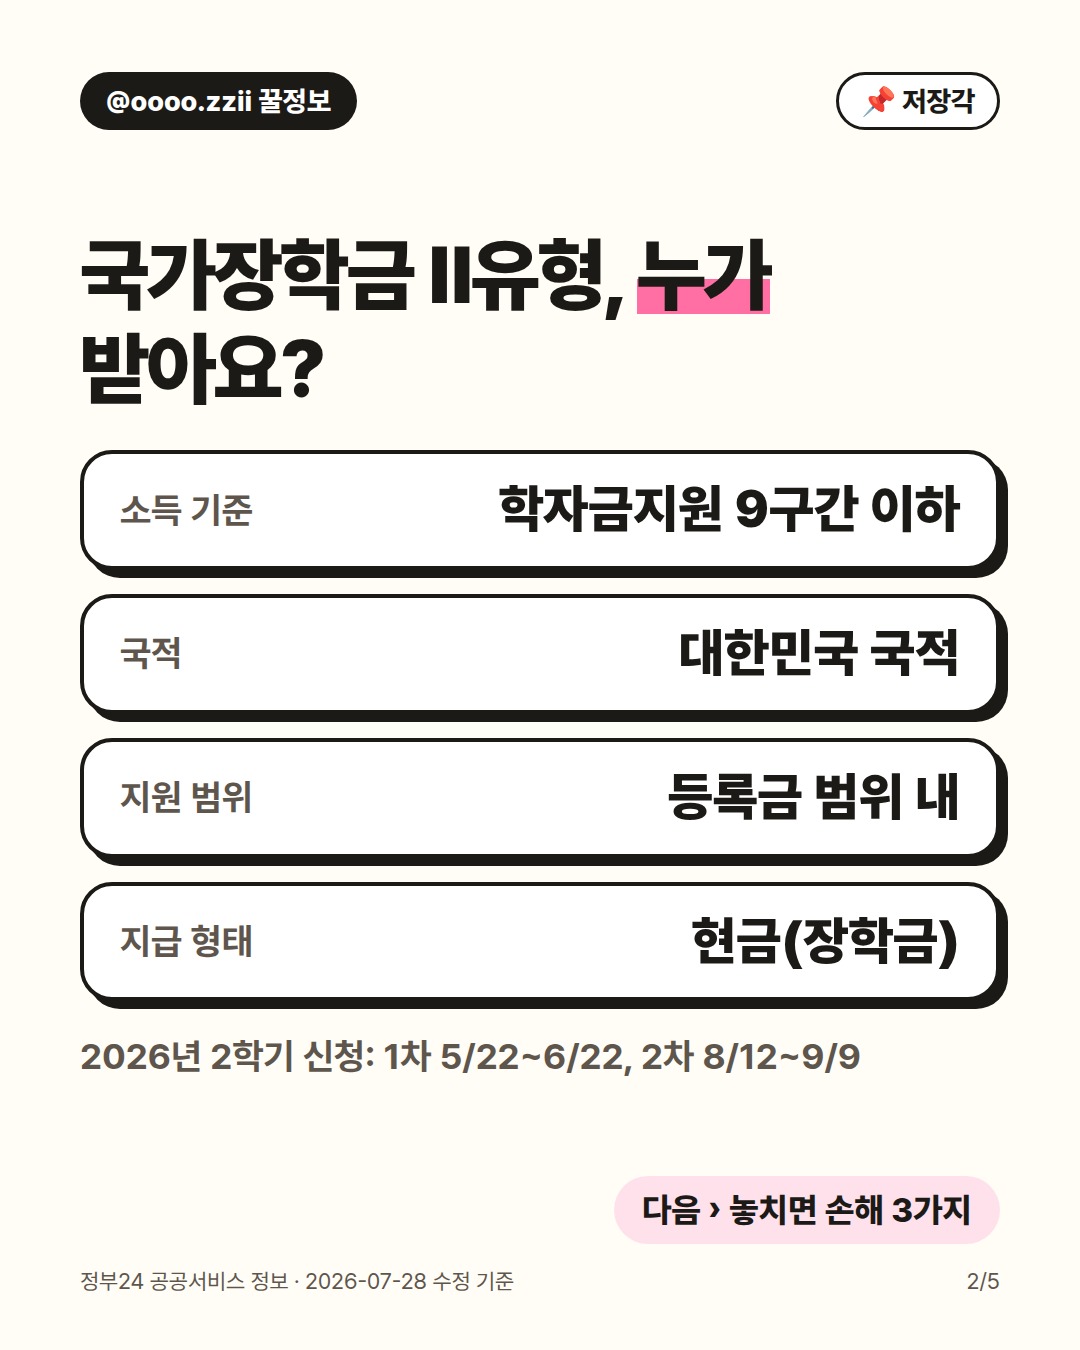 @oooo.zzii 꿀정보
📌 저장각
국가장학금 II유형, 누가
받아요?
소득 기준 학자금지원 9구간 이하
국적 대한민국 국적
지원 범위 등록금 범위 내
지급 형태 현금(장학금)
2026년 2학기 신청: 1차 5/22~6/22, 2차 8/12~9/9
다음 › 놓치면 손해 3가지
정부24 공공서비스 정보 · 2026-07-28 수정 기준
2/5